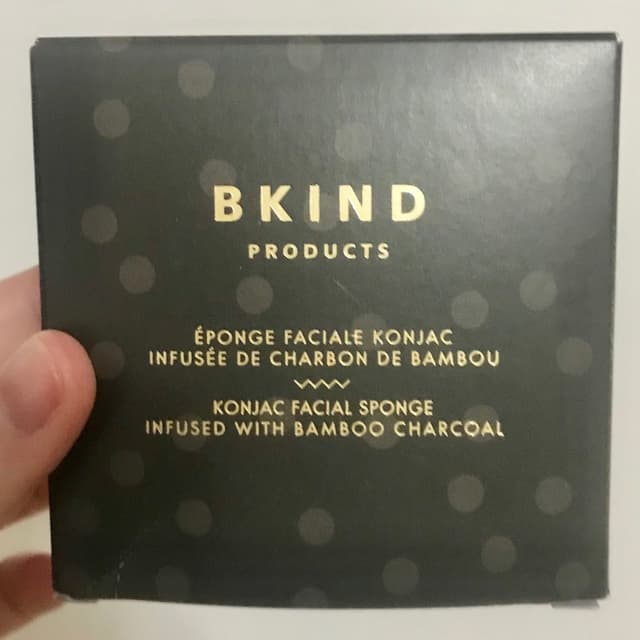 BKIND
PRODUCTS
ÉPONGE FACIALE KONJAC
INFUSÉE DE CHARBON DE BAMBOU
KONJAC FACIAL SPONGE
INFUSED WITH BAMBOO CHARCOAL